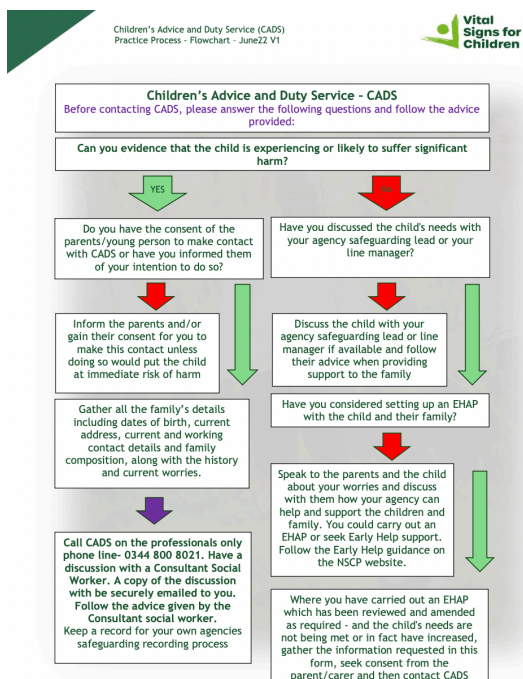 Children's Advice and Duty Service (CADS)
Practice Process - Flowchart - June22 V1
Vital
Signs for
Children
Children's Advice and Duty Service - CADS
Before contacting CADS, please answer the following questions and follow the advice
provided:
Can you evidence that the child is experiencing or likely to suffer significant
harm?
YES
Do you have the consent of the
parents/young person to make contact
with CADS or have you informed them
of your intention to do so?
Inform the parents and/or
gain their consent for you to
make this contact unless
doing so would put the child
at immediate risk of harm
Gather all the family's details
including dates of birth, current
address, current and working
contact details and family
composition, along with the history
and current worries.
Call CADS on the professionals only
phone line- 0344 800 8021. Have a
discussion with a Consultant Social
Worker. A copy of the discussion
with be securely emailed to you.
Follow the advice given by the
Consultant social worker.
Keep a record for your own agencies
safeguarding recording process
Have you discussed the child's needs with
your agency safeguarding lead or your
line manager?
Discuss the child with your
agency safeguarding lead or line
manager if available and follow
their advice when providing
support to the family
Have you considered setting up an EHAP
with the child and their family?
Speak to the parents and the child
about your worries and discuss
with them how your agency can
help and support the children and
family. You could carry out an
EHAP or seek Early Help support.
Follow the Early Help guidance on
the NSCP website.
Where you have carried out an EHAP
which has been reviewed and amended
as required - and the child's needs are
not being met or in fact have increased,
gather the information requested in this
form, seek consent from the
parent/carer and then contact CADS